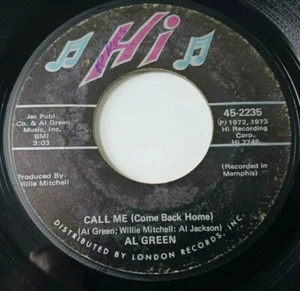 Hi
Jec Publ.
Co. & Al Green
Music, Inc.
BMI
3:03
45-2235
(P) 1972, 1973
Hi Recording
Corp.
Hi 2246
Produced By:
Willie Mitchell
(Recorded in
Memphis)
CALL ME (Come Back Home)
(Al Green; Willie Mitchell: Al Jackson)
AL GREEN
Distributed by LONDON RECORDS, INC.